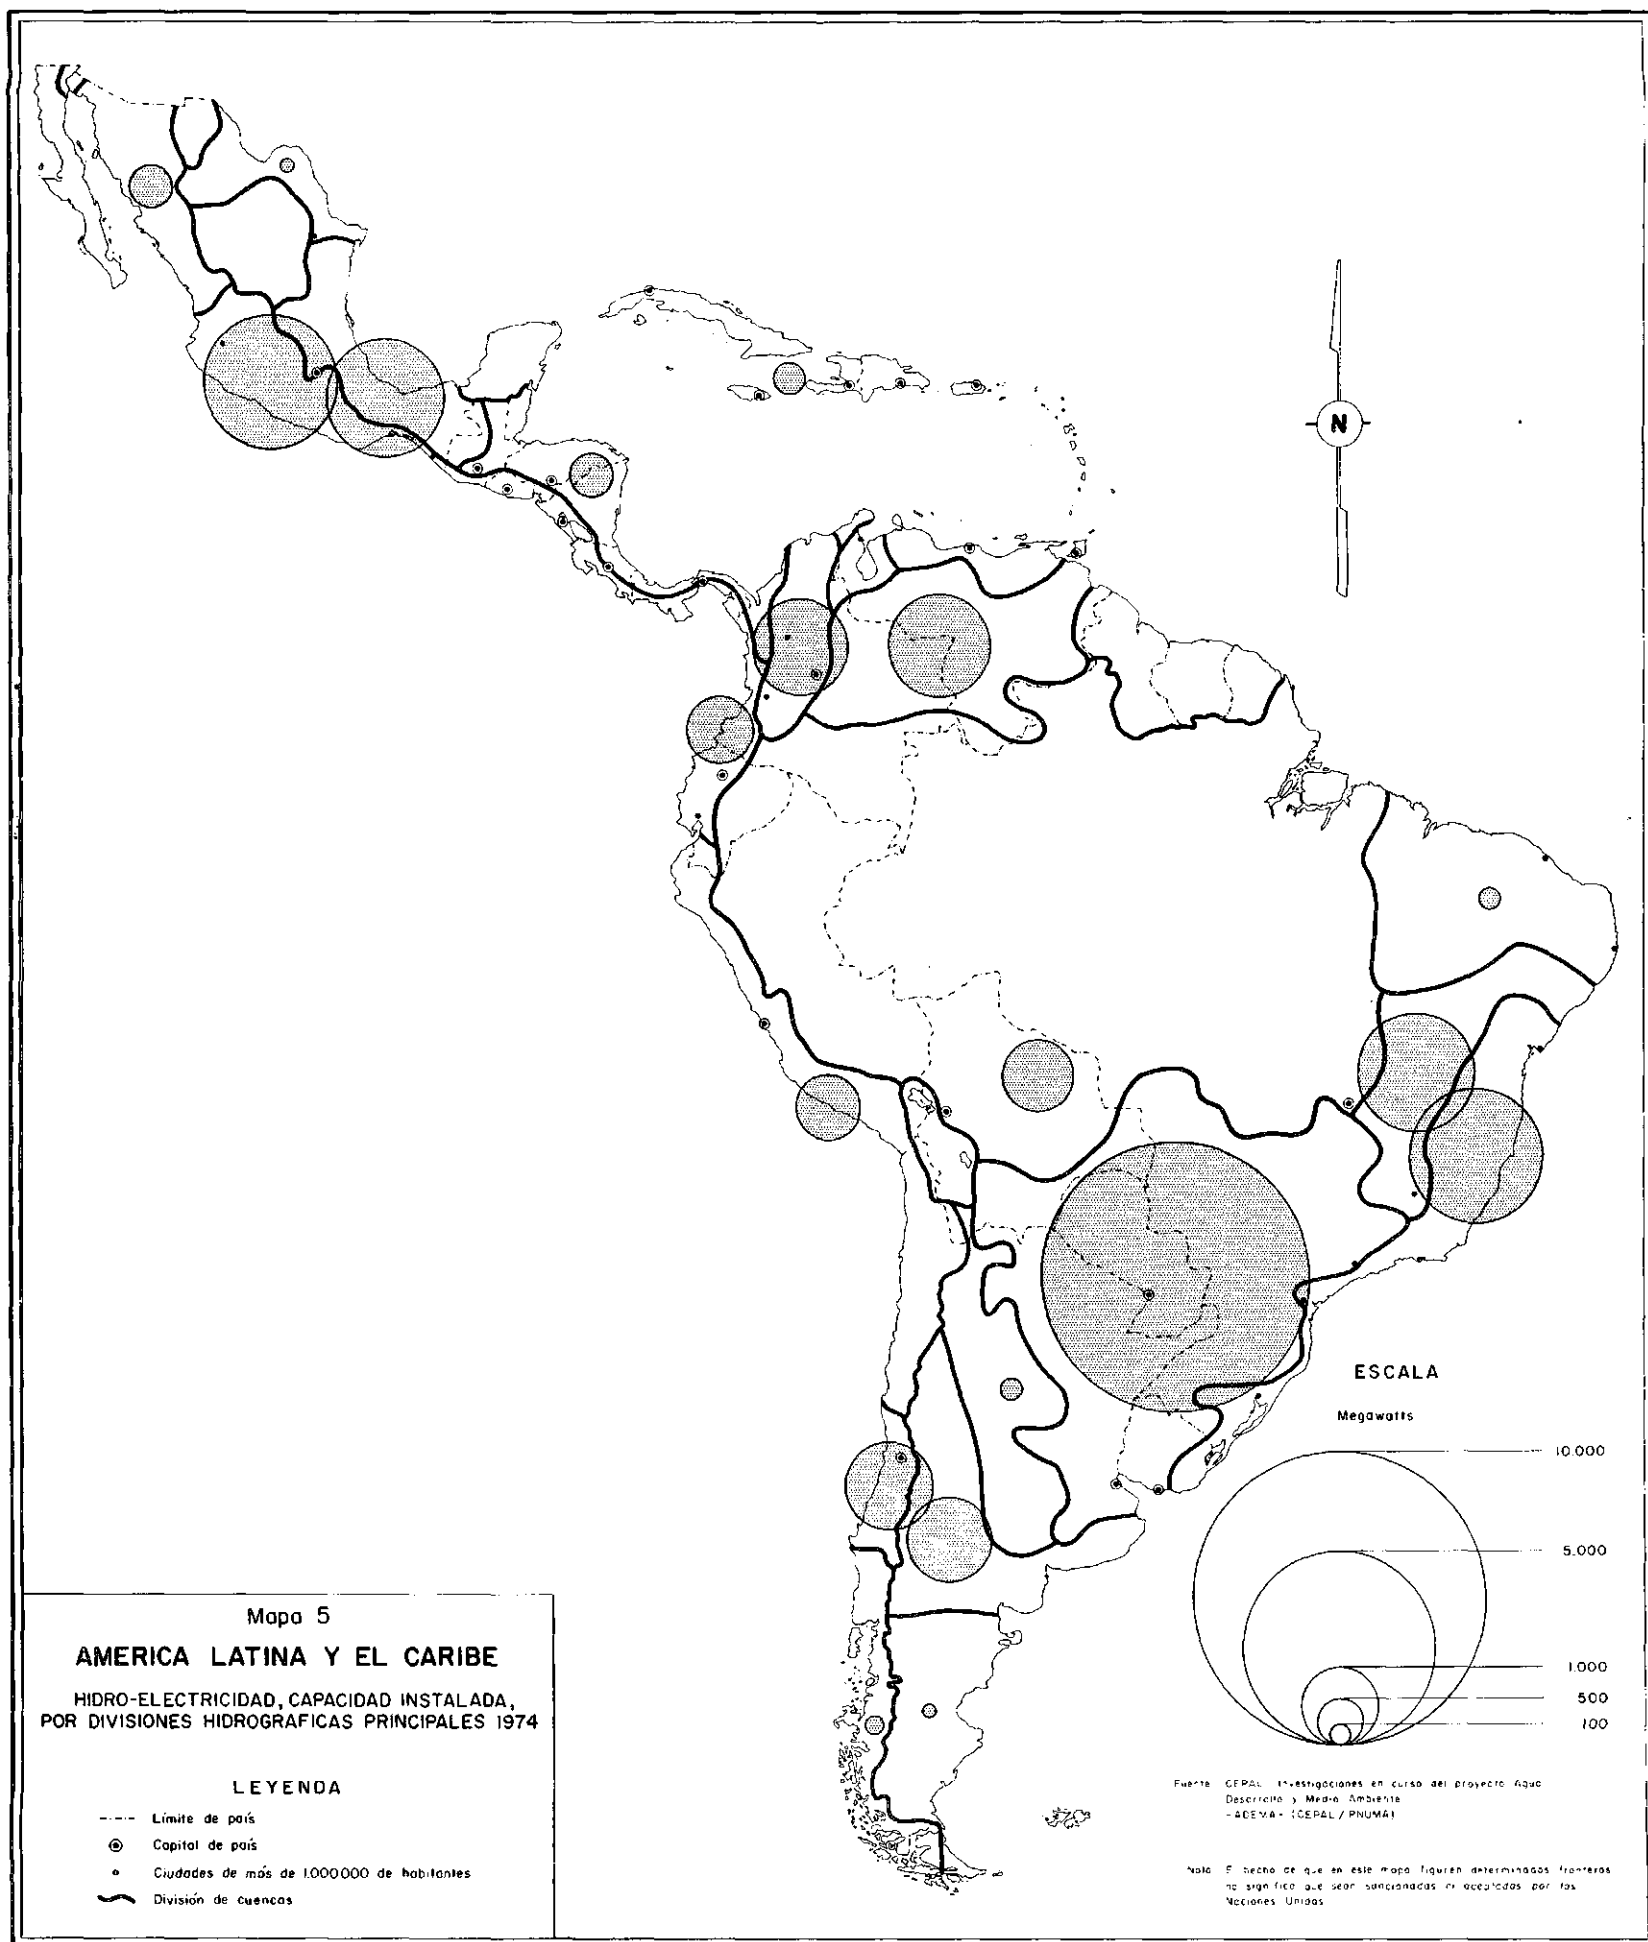 N
ESCALA
Megawatts
10.000
5.000
1.000
500
100
Mapa 5
AMERICA LATINA Y EL CARIBE
HIDRO-ELECTRICIDAD, CAPACIDAD INSTALADA,
POR DIVISIONES HIDROGRAFICAS PRINCIPALES 1974
LEYENDA
Límite de país
Capital de país
Ciudades de más de 1.000.000 de habitantes
División de cuencas
Fuente CEPAL Investigaciones en curso del proyecto Agua
Desarrollo y Medio Ambiente
-ADEMA- (CEPAL / PNUMA)
Nota El hecho de que en este mapa figuren determinadas fronteras
no significa que sean sancionadas ni aceptadas por las
Naciones Unidas